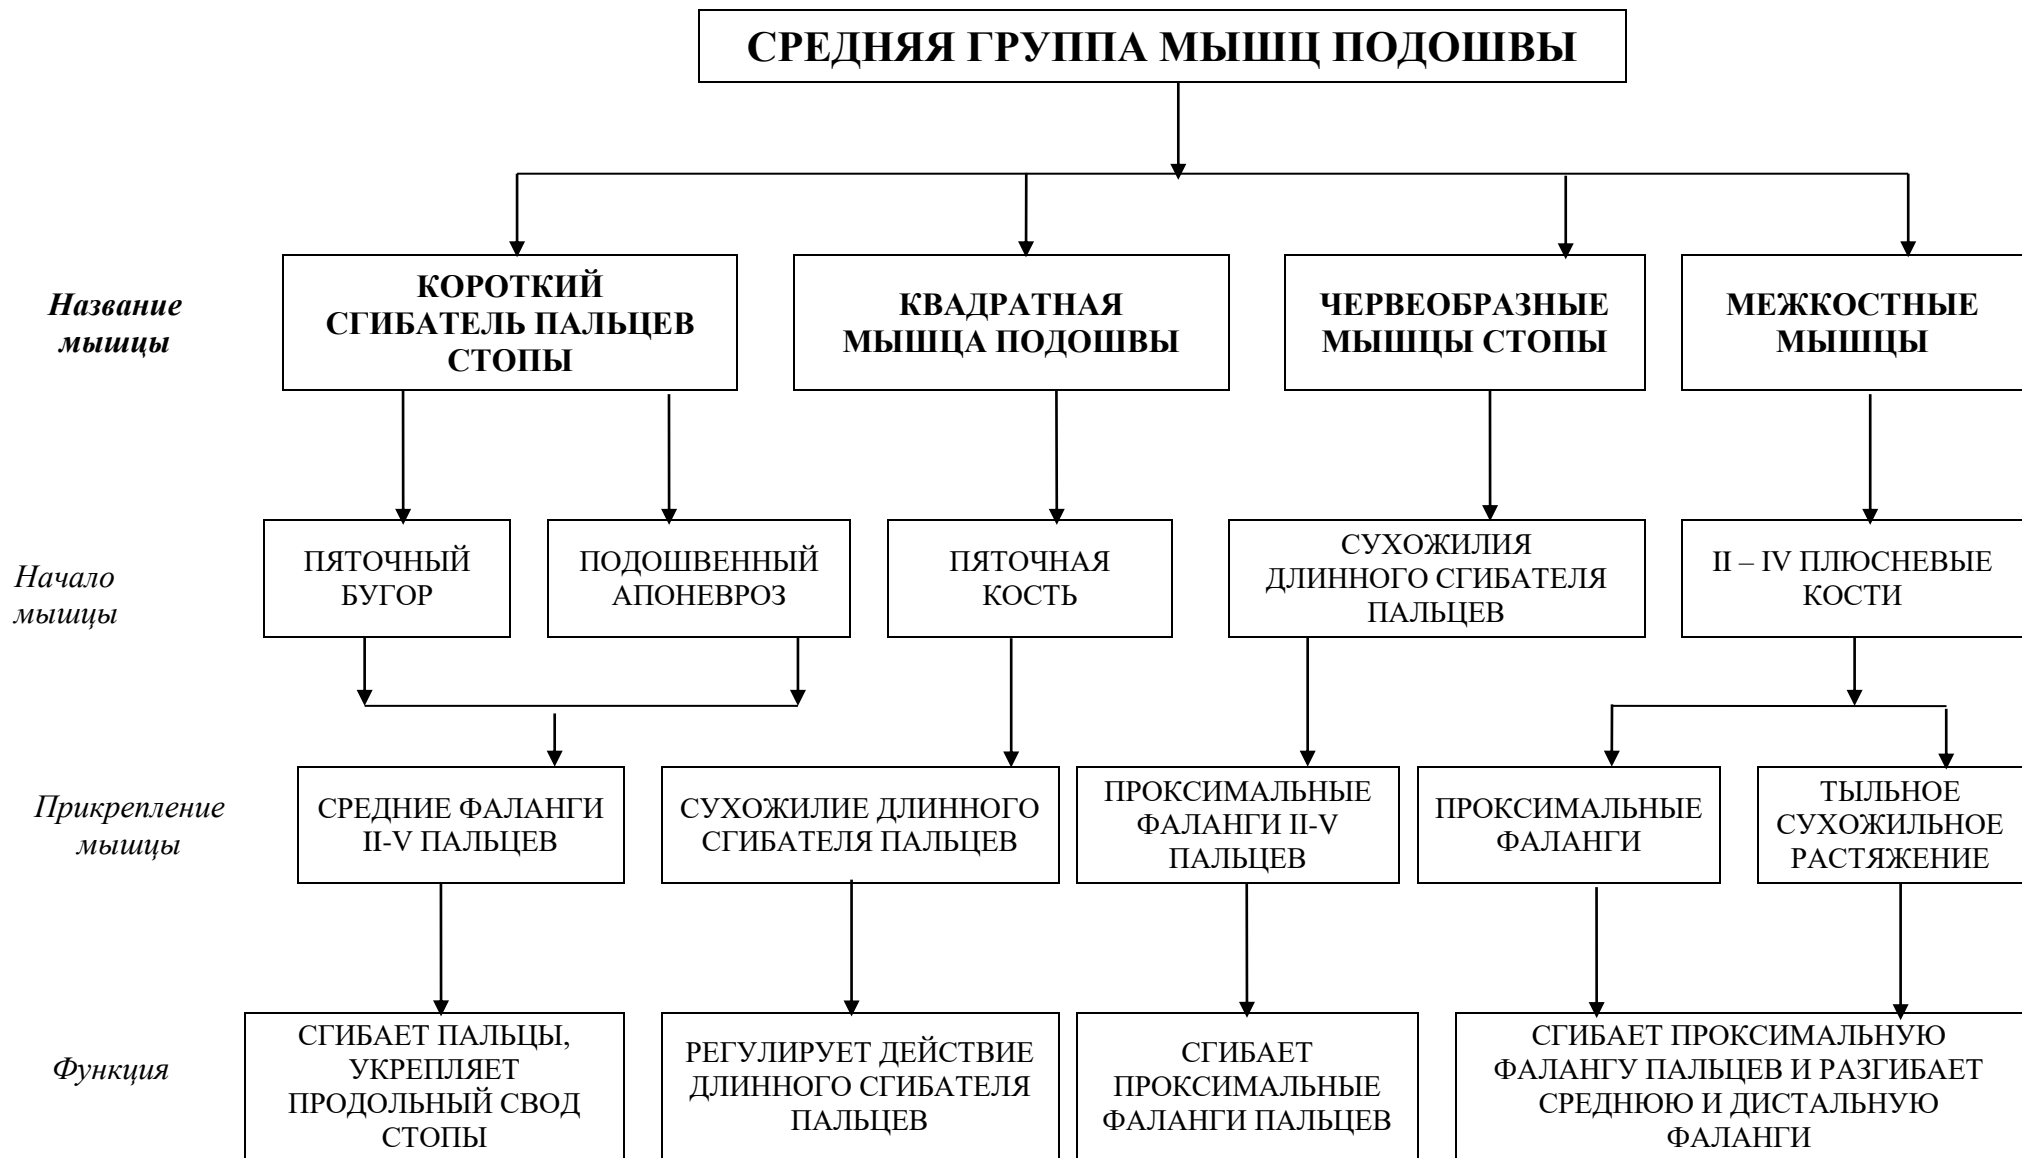 СРЕДНЯЯ ГРУППА МЫШЦ ПОДОШВЫ
Название
мышцы
КОРОТКИЙ
СГИБАТЕЛЬ ПАЛЬЦЕВ
СТОПЫ
КВАДРАТНАЯ
МЫШЦА ПОДОШВЫ
ЧЕРВЕОБРАЗНЫЕ
МЫШЦЫ СТОПЫ
МЕЖКОСТНЫЕ
МЫШЦЫ
Начало
мышцы
ПЯТОЧНЫЙ
БУГОР
ПОДОШВЕННЫЙ
АПОНЕВРОЗ
ПЯТОЧНАЯ
КОСТЬ
СУХОЖИЛИЯ
ДЛИННОГО СГИБАТЕЛЯ
ПАЛЬЦЕВ
II – IV ПЛЮСНЕВЫЕ
КОСТИ
Прикрепление
мышцы
СРЕДНИЕ ФАЛАНГИ
II-V ПАЛЬЦЕВ
СУХОЖИЛИЕ ДЛИННОГО
СГИБАТЕЛЯ ПАЛЬЦЕВ
ПРОКСИМАЛЬНЫЕ
ФАЛАНГИ II-V
ПАЛЬЦЕВ
ПРОКСИМАЛЬНЫЕ
ФАЛАНГИ
ТЫЛЬНОЕ
СУХОЖИЛЬНОЕ
РАСТЯЖЕНИЕ
Функция
СГИБАЕТ ПАЛЬЦЫ,
УКРЕПЛЯЕТ
ПРОДОЛЬНЫЙ СВОД
СТОПЫ
РЕГУЛИРУЕТ ДЕЙСТВИЕ
ДЛИННОГО СГИБАТЕЛЯ
ПАЛЬЦЕВ
СГИБАЕТ
ПРОКСИМАЛЬНЫЕ
ФАЛАНГИ ПАЛЬЦЕВ
СГИБАЕТ ПРОКСИМАЛЬНУЮ
ФАЛАНГУ ПАЛЬЦЕВ И РАЗГИБАЕТ
СРЕДНЮЮ И ДИСТАЛЬНУЮ
ФАЛАНГИ